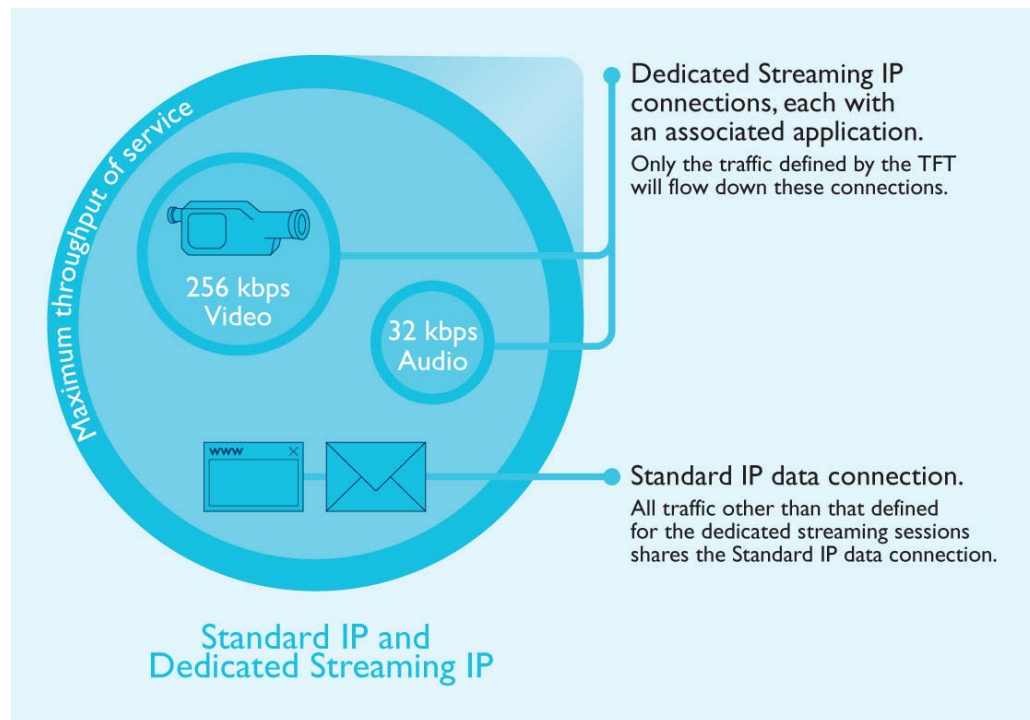 Maximum throughput of service
256 kbps
Video
32 kbps
Audio
www
Dedicated Streaming IP
connections, each with
an associated application.
Only the traffic defined by the TFT
will flow down these connections.
Standard IP data connection.
All traffic other than that defined
for the dedicated streaming sessions
shares the Standard IP data connection.
Standard IP and
Dedicated Streaming IP